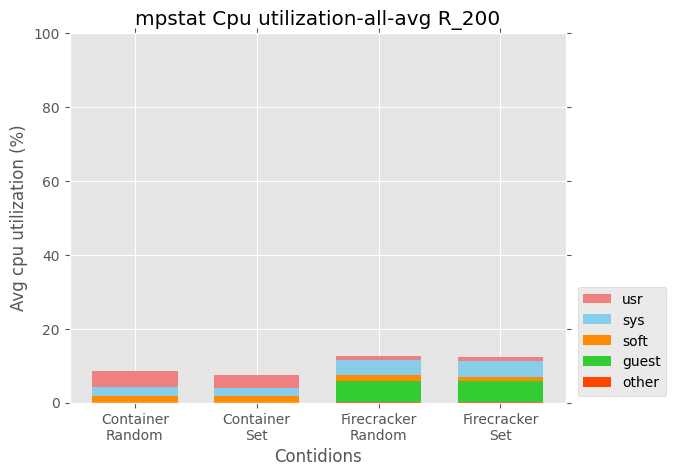 mpstat Cpu utilization-all-avg R_200
100
80
60
40
20
0
Avg cpu utilization (%)
Container
Random
Container
Set
Firecracker
Random
Firecracker
Set
Contidions
usr
sys
soft
guest
other